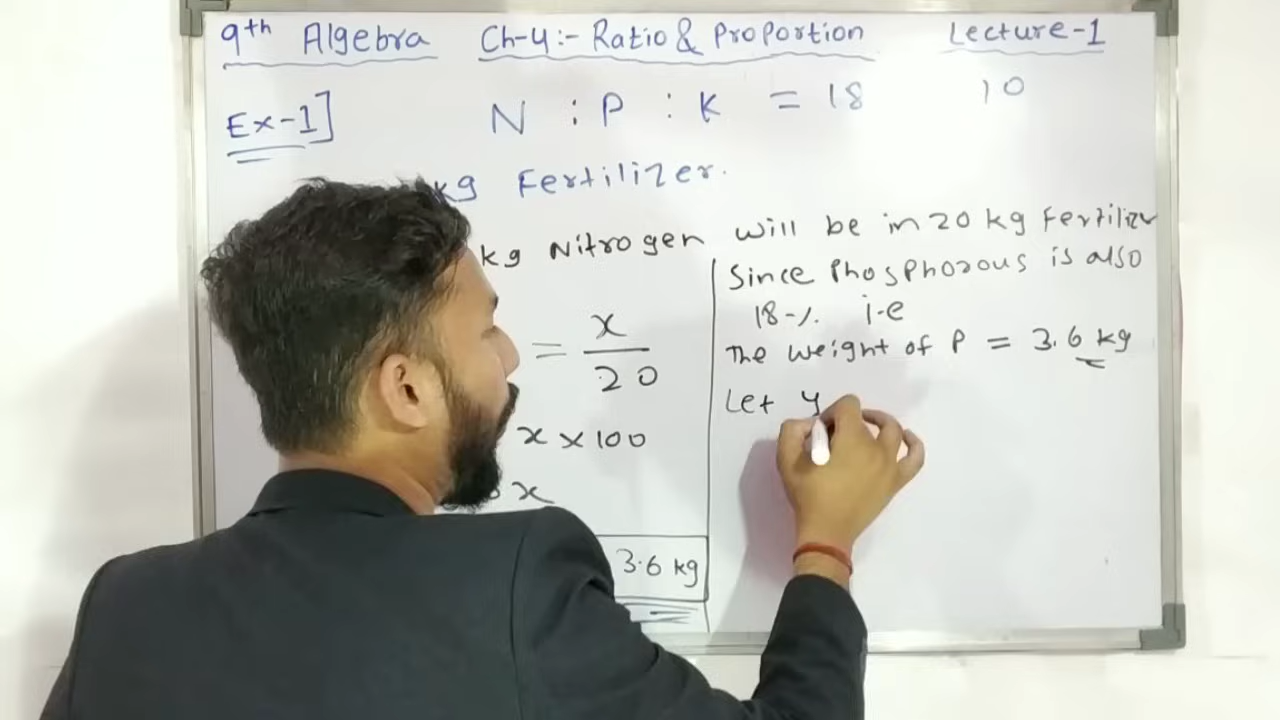 9th Algebra Ch-4:- Ratio & Proportion Lecture-1
Ex-1] N : P : K = 18 10
kg Fertilizer.
kg Nitrogen will be in 20 kg Fertilizer
= x/20
x × 100
x
3.6 kg
Since Phosphorous is also
18-/. i-e
The weight of P = 3.6 kg
Let y